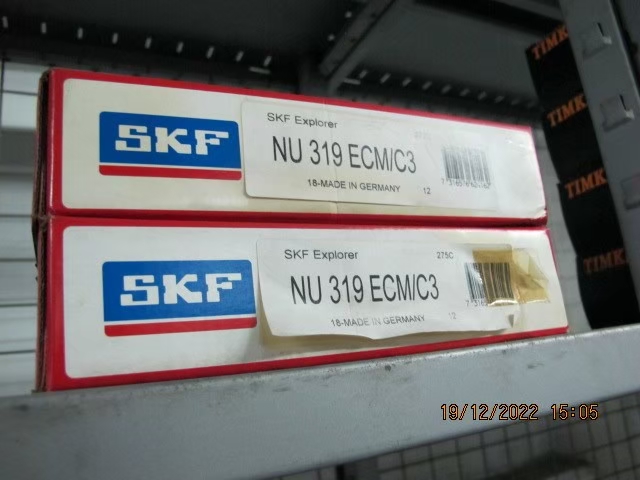 SKF
SKF Explorer
NU 319 ECM/C3
18-MADE IN GERMANY 12
SKF
SKF Explorer 275C
NU 319 ECM/C3
18-MADE IN GERMANY 12
TIMK
TIMK
TIMK
TIMK
19/12/2022 15:05